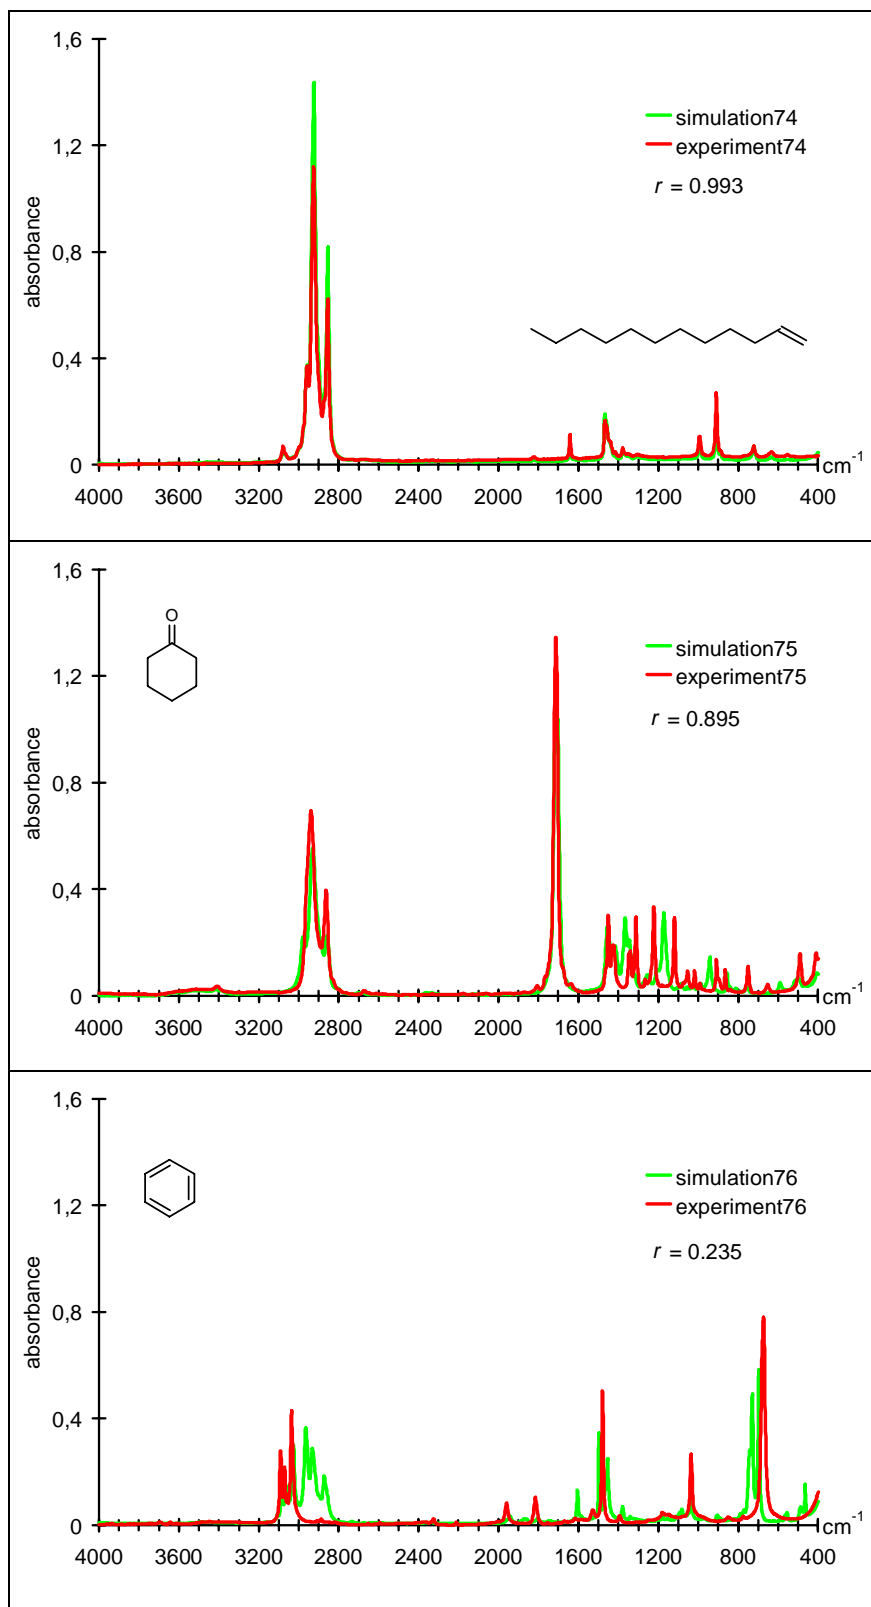 1,6
simulation74
experiment74
r = 0.993
1,2
absorbance
0,8
0,4
0
cm-1
4000 3600 3200 2800 2400 2000 1600 1200 800 400
1,6
O
simulation75
experiment75
r = 0.895
1,2
absorbance
0,8
0,4
0
cm-1
4000 3600 3200 2800 2400 2000 1600 1200 800 400
1,6
simulation76
experiment76
r = 0.235
1,2
absorbance
0,8
0,4
0
cm-1
4000 3600 3200 2800 2400 2000 1600 1200 800 400